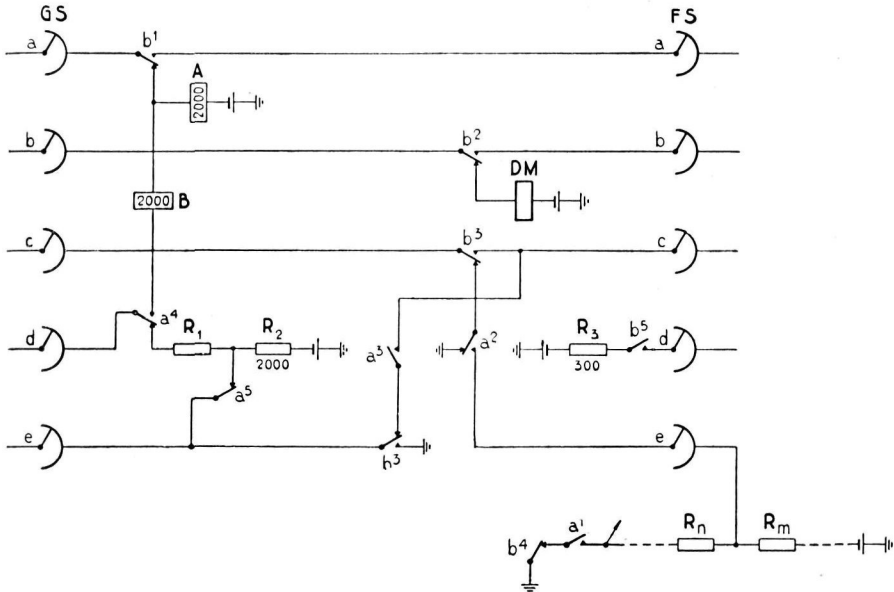 GS FS
a b¹ a
A
2000
b b² b
DM
2000 B
c b³ c
d a⁴ R₁ R₂ a³ a² R₃ b⁵ d
2000 300
a⁵
e b³ e
a¹ Rₙ Rₘ
b⁴